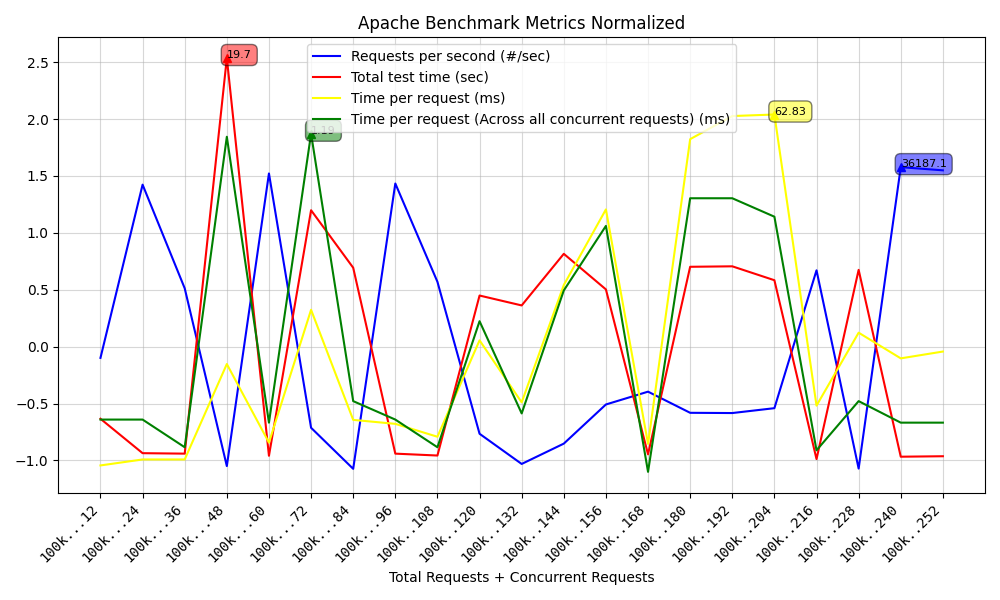 Apache Benchmark Metrics Normalized
19.7
Requests per second (#/sec)
Total test time (sec)
Time per request (ms)
Time per request (Across all concurrent requests) (ms)
62.83
36187.1
2.5
2.0
1.5
1.0
0.5
0.0
−0.5
−1.0
100k...12
100k...24
100k...36
100k...48
100k...60
100k...72
100k...84
100k...96
100k...108
100k...120
100k...132
100k...144
100k...156
100k...168
100k...180
100k...192
100k...204
100k...216
100k...228
100k...240
100k...252
Total Requests + Concurrent Requests